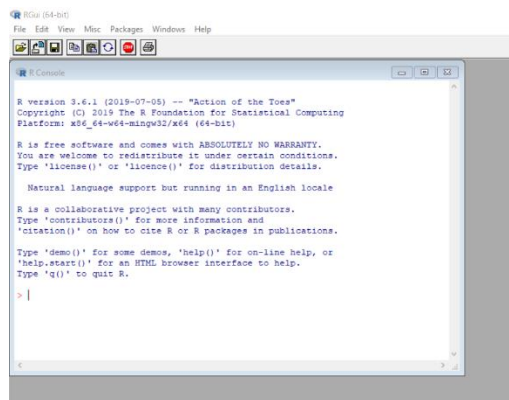 RGui (64-bit)
File Edit View Misc Packages Windows Help
STOP
R Console
R version 3.6.1 (2019-07-05) -- "Action of the Toes"
Copyright (C) 2019 The R Foundation for Statistical Computing
Platform: x86_64-w64-mingw32/x64 (64-bit)
R is free software and comes with ABSOLUTELY NO WARRANTY.
You are welcome to redistribute it under certain conditions.
Type 'license()' or 'licence()' for distribution details.
Natural language support but running in an English locale
R is a collaborative project with many contributors.
Type 'contributors()' for more information and
'citation()' on how to cite R or R packages in publications.
Type 'demo()' for some demos, 'help()' for on-line help, or
'help.start()' for an HTML browser interface to help.
Type 'q()' to quit R.
>